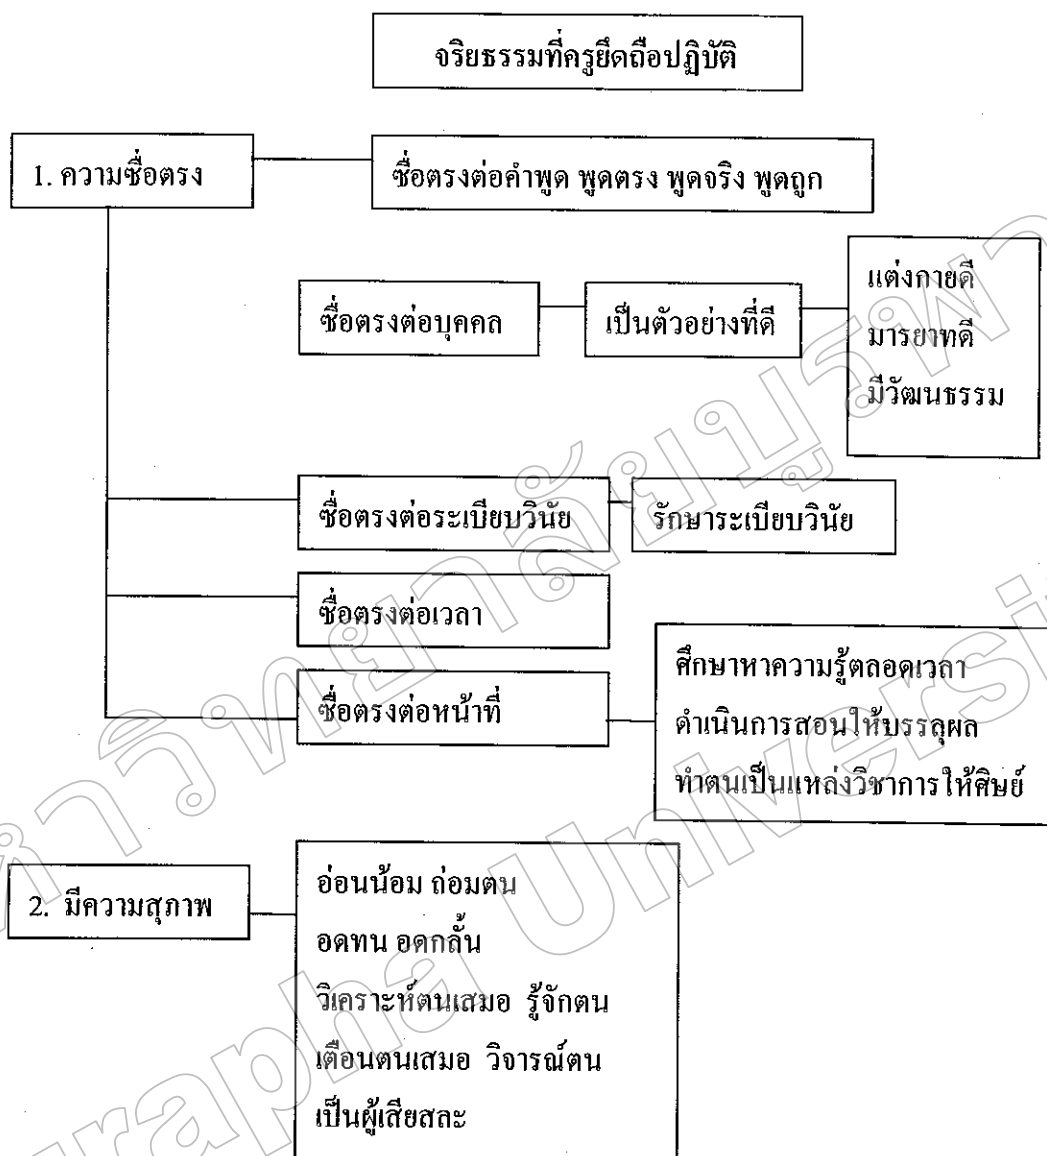 จริยธรรมที่ครูยึดถือปฏิบัติ
1. ความซื่อตรง
ซื่อตรงต่อคำพูด พูดตรง พูดจริง พูดถูก
ซื่อตรงต่อบุคคล
เป็นตัวอย่างที่ดี
แต่งกายดี
มารยาทดี
มีวัฒนธรรม
ซื่อตรงต่อระเบียบวินัย
รักษาระเบียบวินัย
ซื่อตรงต่อเวลา
ซื่อตรงต่อหน้าที่
ศึกษาหาความรู้ตลอดเวลา
ดำเนินการสอนให้บรรลุผล
ทำตนเป็นแหล่งวิชาการให้ศิษย์
2. มีความสุภาพ
อ่อนน้อม ถ่อมตน
อดทน อดกลั้น
วิเคราะห์ตนเสมอ รู้จักตน
เตือนตนเสมอ วิจารณ์ตน
เป็นผู้เสียสละ